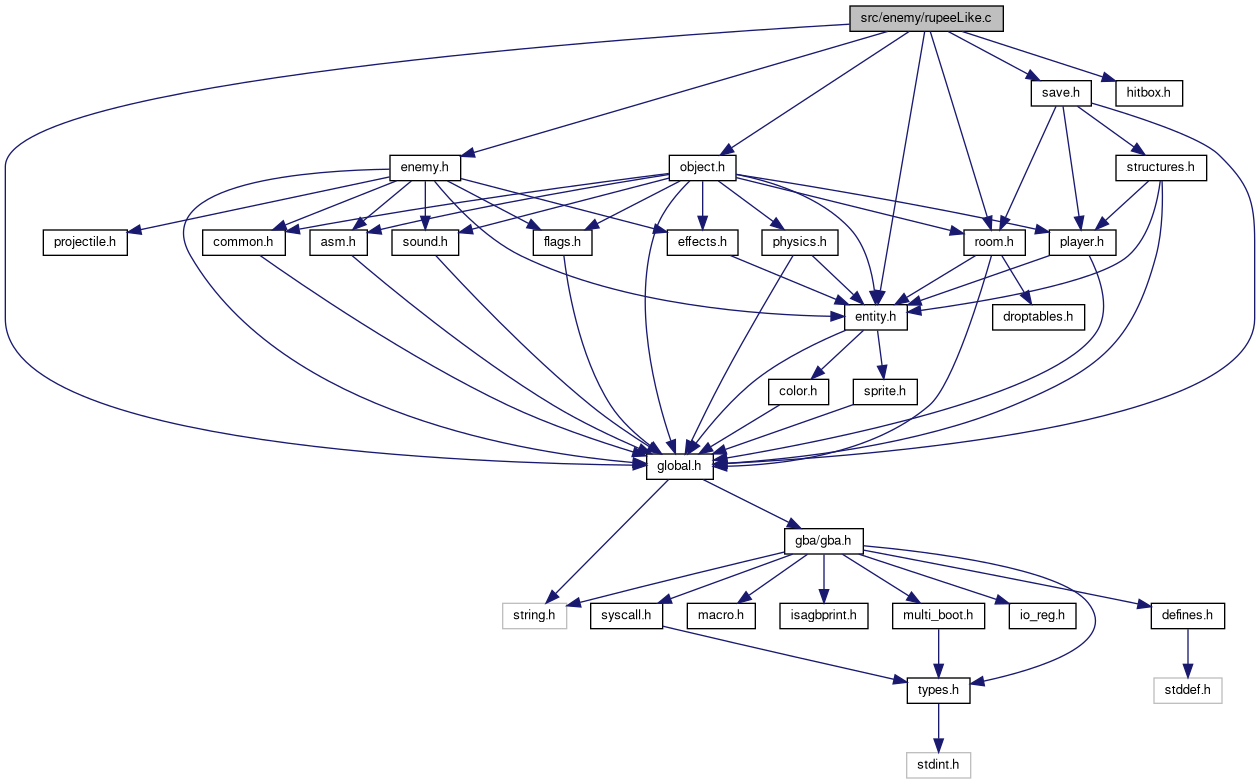 src/enemy/rupeeLike.c
save.h
hitbox.h
enemy.h
object.h
structures.h
projectile.h
common.h
asm.h
sound.h
flags.h
effects.h
physics.h
room.h
player.h
entity.h
droptables.h
color.h
sprite.h
global.h
gba/gba.h
string.h
syscall.h
macro.h
isagbprint.h
multi_boot.h
io_reg.h
defines.h
types.h
stddef.h
stdint.h